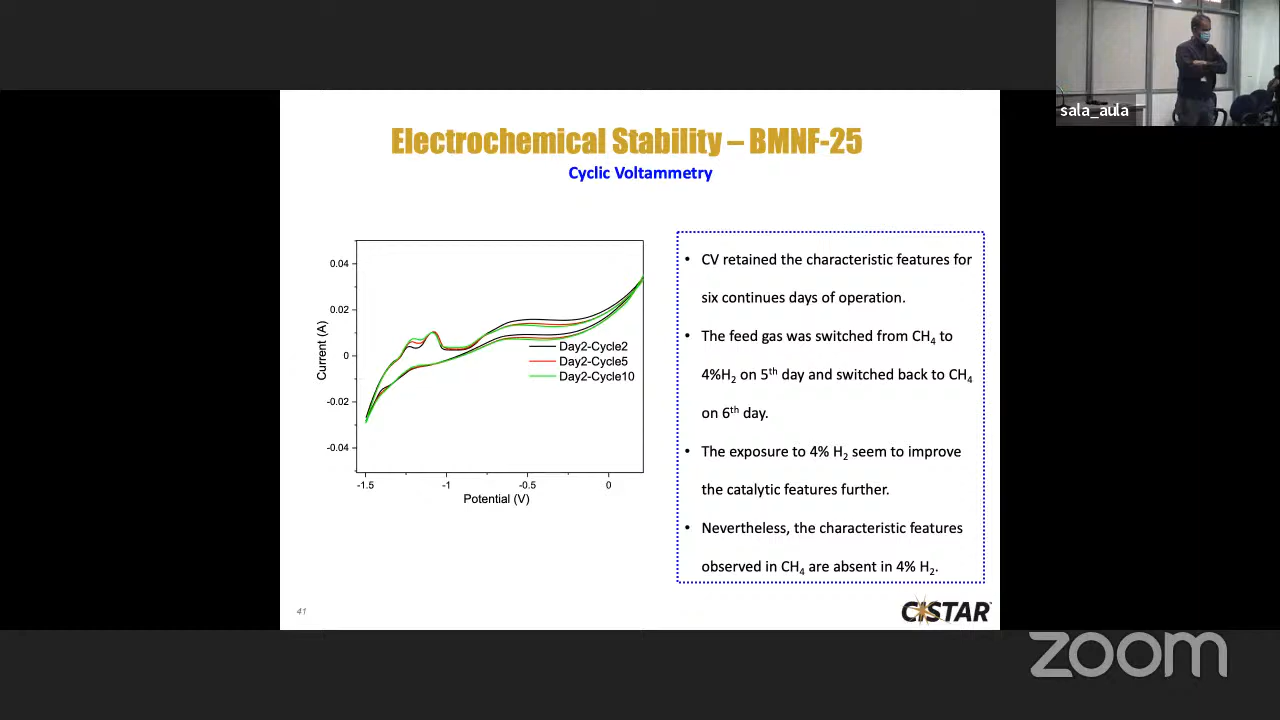 sala_aula
Electrochemical Stability – BMNF-25
Cyclic Voltammetry
0.04
0.02
0
-0.02
-0.04
Current (A)
-1.5 -1 -0.5 0
Potential (V)
Day2-Cycle2
Day2-Cycle5
Day2-Cycle10
• CV retained the characteristic features for
six continues days of operation.
• The feed gas was switched from CH₄ to
4%H₂ on 5ᵗʰ day and switched back to CH₄
on 6ᵗʰ day.
• The exposure to 4% H₂ seem to improve
the catalytic features further.
• Nevertheless, the characteristic features
observed in CH₄ are absent in 4% H₂.
41
CISTAR
zoom